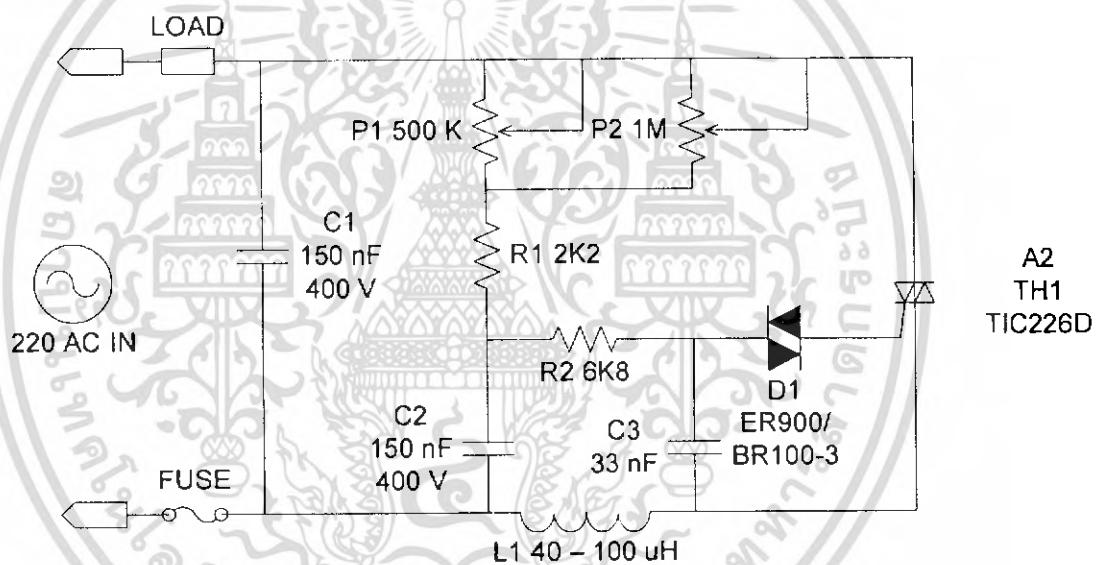 LOAD
P1 500 K
P2 1M
C1
150 nF
400 V
R1 2K2
220 AC IN
A2
TH1
TIC226D
R2 6K8
D1
ER900/
BR100-3
C2
150 nF
400 V
C3
33 nF
FUSE
L1 40 – 100 uH